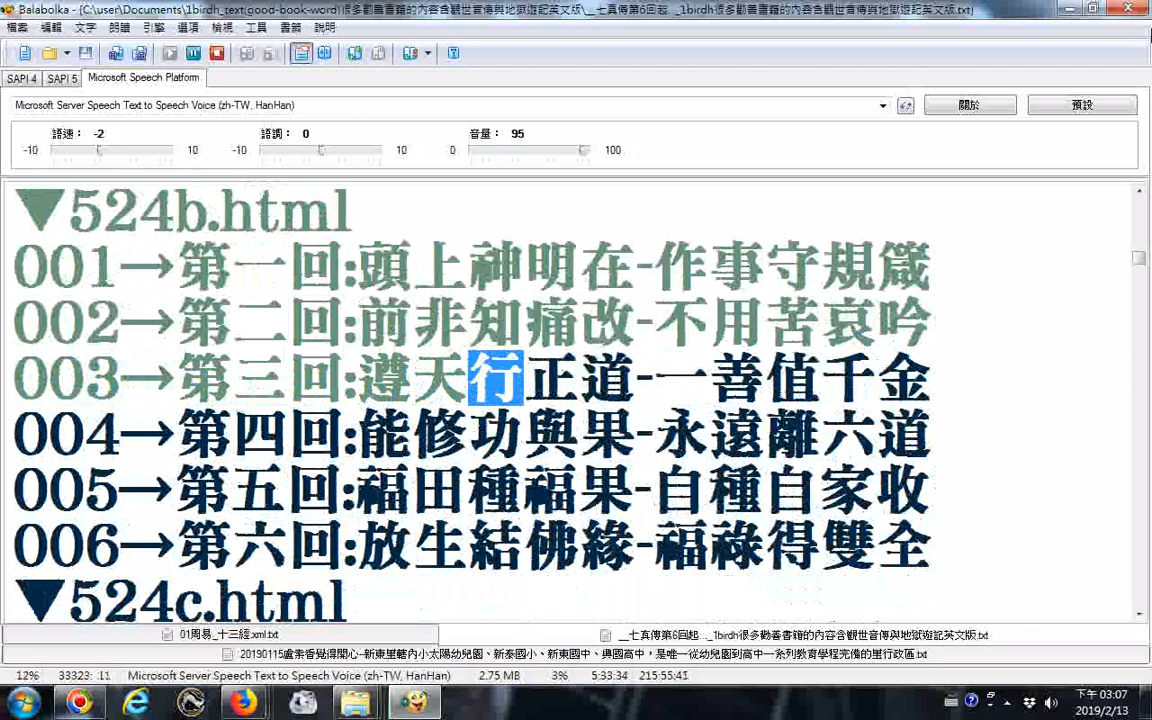 Balabolka - [C:\user\Documents\1birdh_text(good-book-word(很多勸善書籍的內容含觀世音傳與地獄遊記英文版\__七真傳第6回起..._1birdh很多勸善書籍的內容含觀世音傳與地獄遊記英文版.txt]
檔案 編輯 文字 朗讀 引擎 選項 檢視 工具 書籤 說明
SAPI 4 SAPI 5 Microsoft Speech Platform
Microsoft Server Speech Text to Speech Voice (zh-TW, HanHan) 關於 預設
語速： -2 語調： 0 音量： 95
-10 10 -10 10 0 100
▼524b.html
001→第一回:頭上神明在-作事守規箴
002→第二回:前非知痛改-不用苦哀吟
003→第三回:遵天行正道-一善值千金
004→第四回:能修功與果-永遠離六道
005→第五回:福田種福果-自種自家收
006→第六回:放生結佛緣-福祿得雙全
▼524c.html
01周易_十三經.xml.txt __七真傳第6回起..._1birdh很多勸善書籍的內容含觀世音傳與地獄遊記英文版.txt
20190115盧素香覺得開心--新東里轄內小太陽幼兒園、新泰國小、新東國中、興國高中，是唯一從幼兒園到高中一系列教育學程完備的里行政區.txt
12% 33323: 11 Microsoft Server Speech Text to Speech Voice (zh-TW, HanHan) 2.75 MB 3% 5:33:34 215:55:41
下午 03:07
2019/2/13